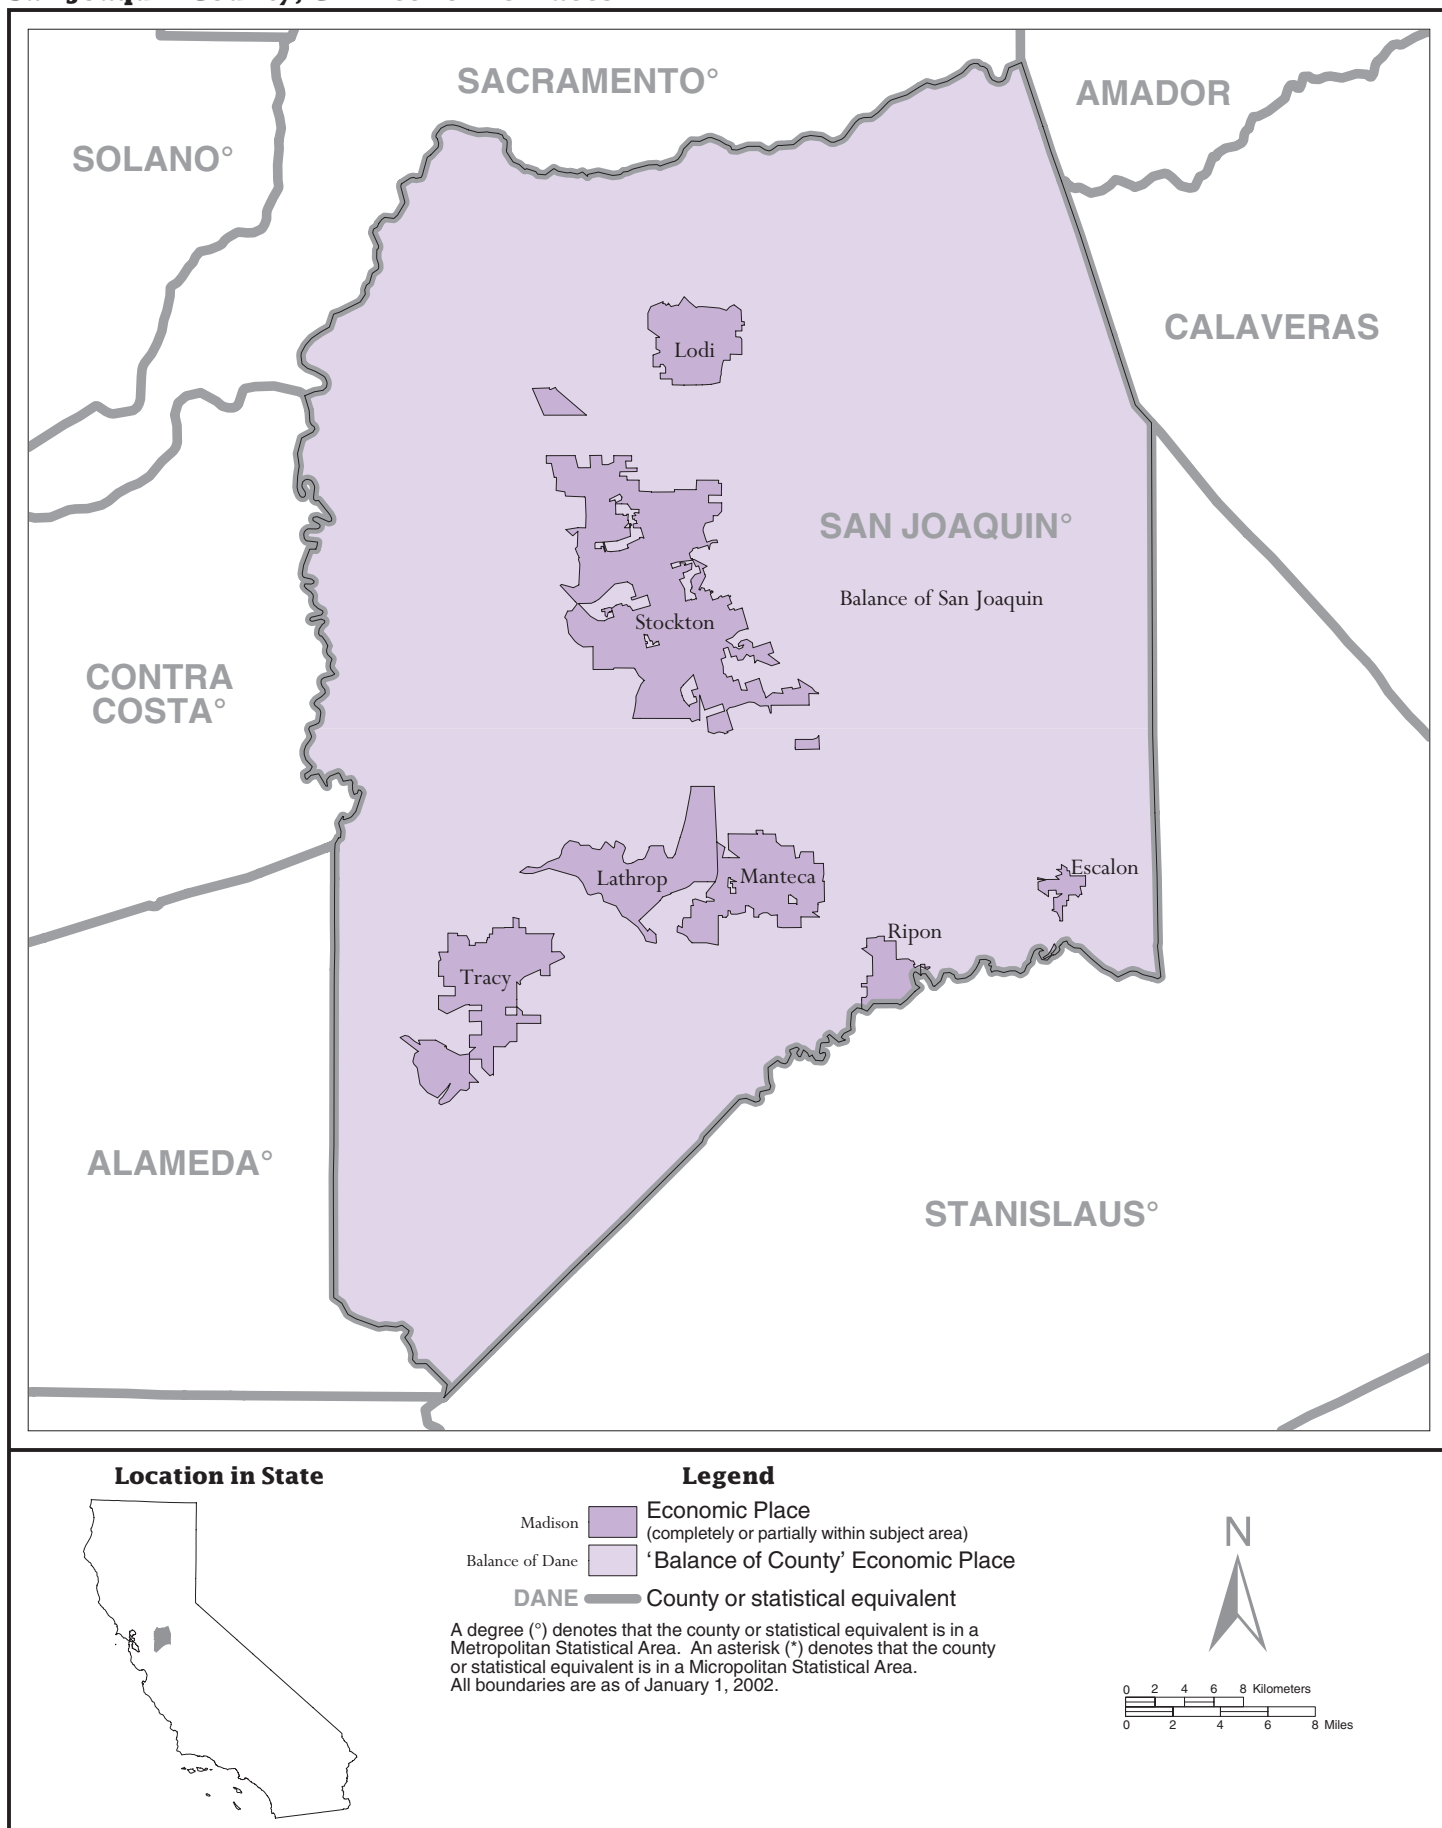 SACRAMENTO°
AMADOR
SOLANO°
CALAVERAS
Lodi
SAN JOAQUIN°
Balance of San Joaquin
Stockton
CONTRA
COSTA°
Escalon
Lathrop
Manteca
Ripon
Tracy
ALAMEDA°
STANISLAUS°
Location in State
Legend
Madison
Economic Place
(completely or partially within subject area)
Balance of Dane
‘Balance of County’ Economic Place
DANE
County or statistical equivalent
A degree (°) denotes that the county or statistical equivalent is in a
Metropolitan Statistical Area. An asterisk (*) denotes that the county
or statistical equivalent is in a Micropolitan Statistical Area.
All boundaries are as of January 1, 2002.
N
0 2 4 6 8 Kilometers
0 2 4 6 8 Miles